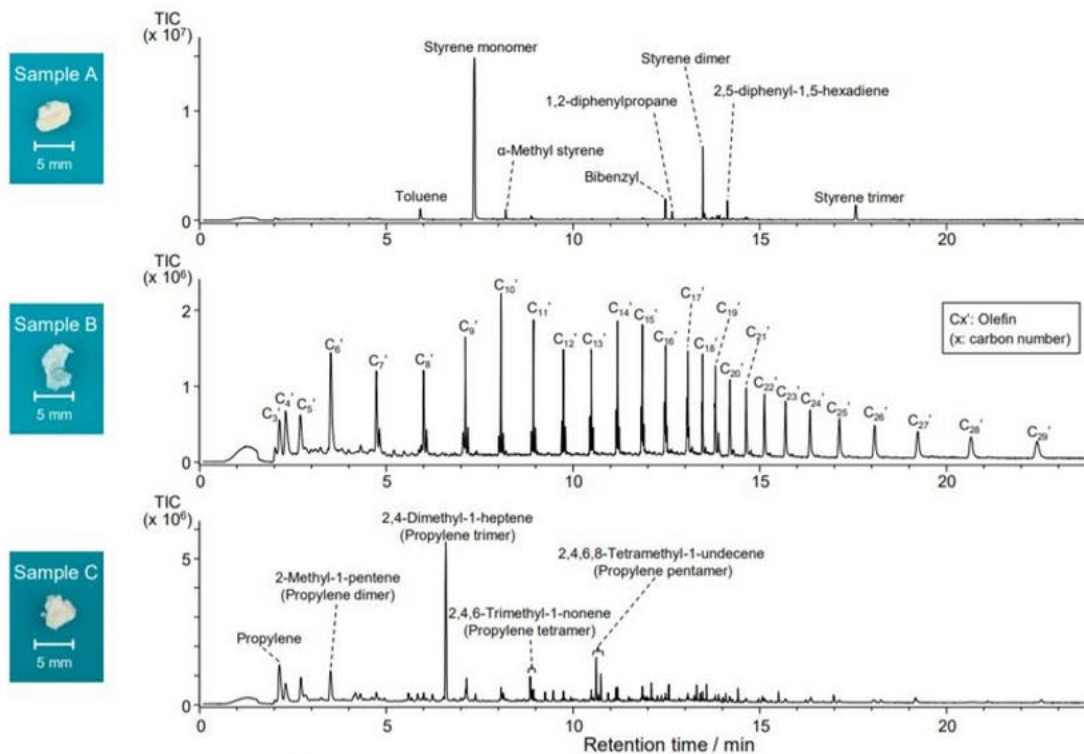 TIC
(x 10⁷)
Sample A
5 mm
Styrene monomer
Styrene dimer
1,2-diphenylpropane
2,5-diphenyl-1,5-hexadiene
α-Methyl styrene
Bibenzyl
Toluene
Styrene trimer
1
0
0 5 10 15 20
TIC
(x 10⁶)
Sample B
5 mm
C₃' C₄' C₅' C₆' C₇' C₈' C₉' C₁₀' C₁₁' C₁₂' C₁₃' C₁₄' C₁₅' C₁₆' C₁₇' C₁₈' C₁₉' C₂₀' C₂₁' C₂₂' C₂₃' C₂₄' C₂₅' C₂₆' C₂₇' C₂₈' C₂₉'
Cx': Olefin
(x: carbon number)
2
1
0
0 5 10 15 20
TIC
(x 10⁶)
Sample C
5 mm
2,4-Dimethyl-1-heptene
(Propylene trimer)
2-Methyl-1-pentene
(Propylene dimer)
2,4,6,8-Tetramethyl-1-undecene
(Propylene pentamer)
2,4,6-Trimethyl-1-nonene
(Propylene tetramer)
Propylene
5
0
0 5 10 15 20
Retention time / min